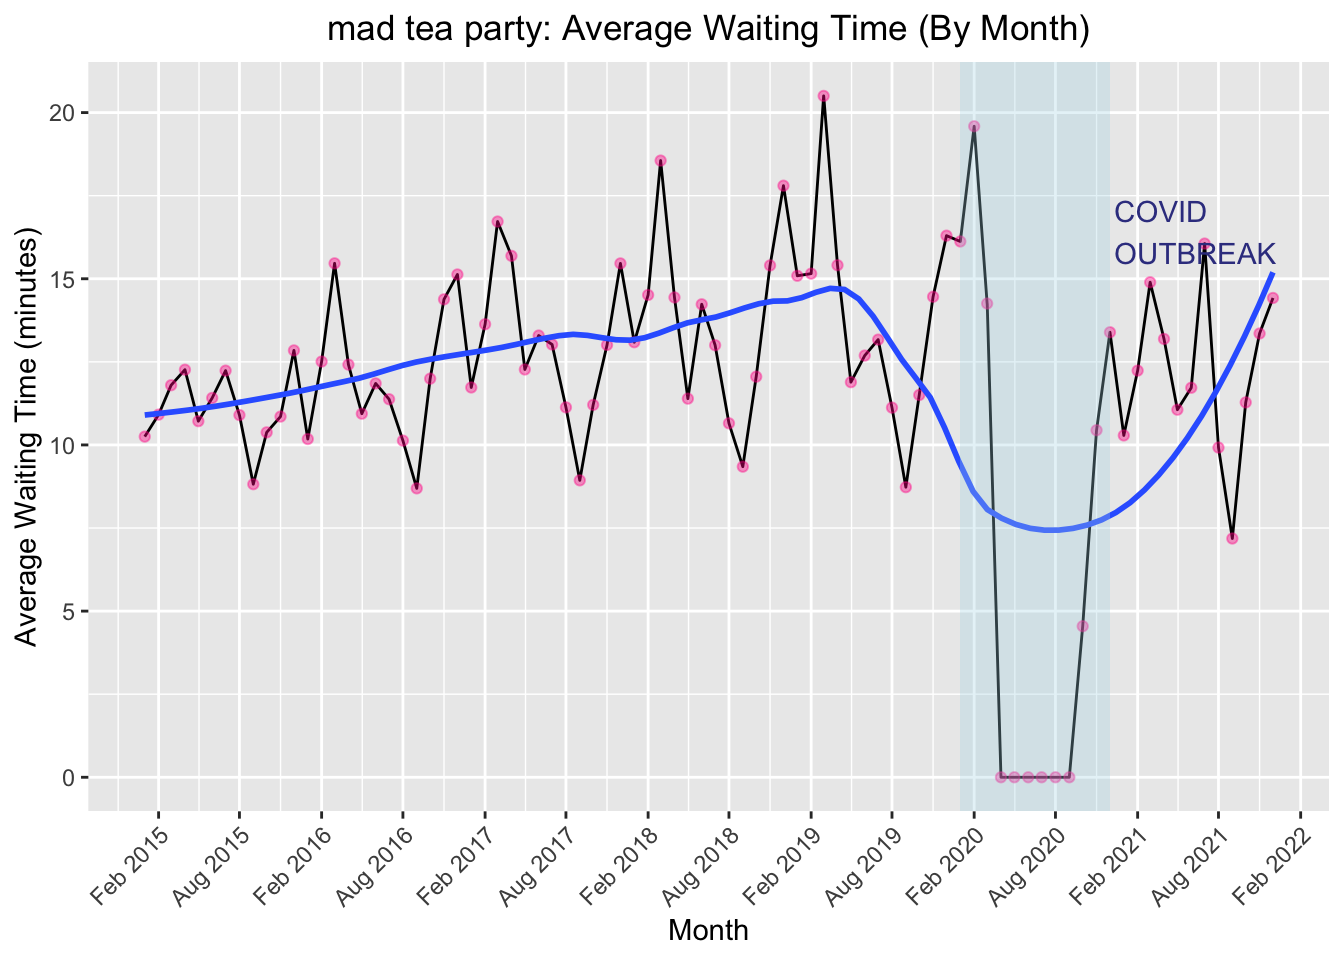 mad tea party: Average Waiting Time (By Month)
Average Waiting Time (minutes)
20
15
10
5
0
COVID
OUTBREAK
Feb 2015
Aug 2015
Feb 2016
Aug 2016
Feb 2017
Aug 2017
Feb 2018
Aug 2018
Feb 2019
Aug 2019
Feb 2020
Aug 2020
Feb 2021
Aug 2021
Feb 2022
Month